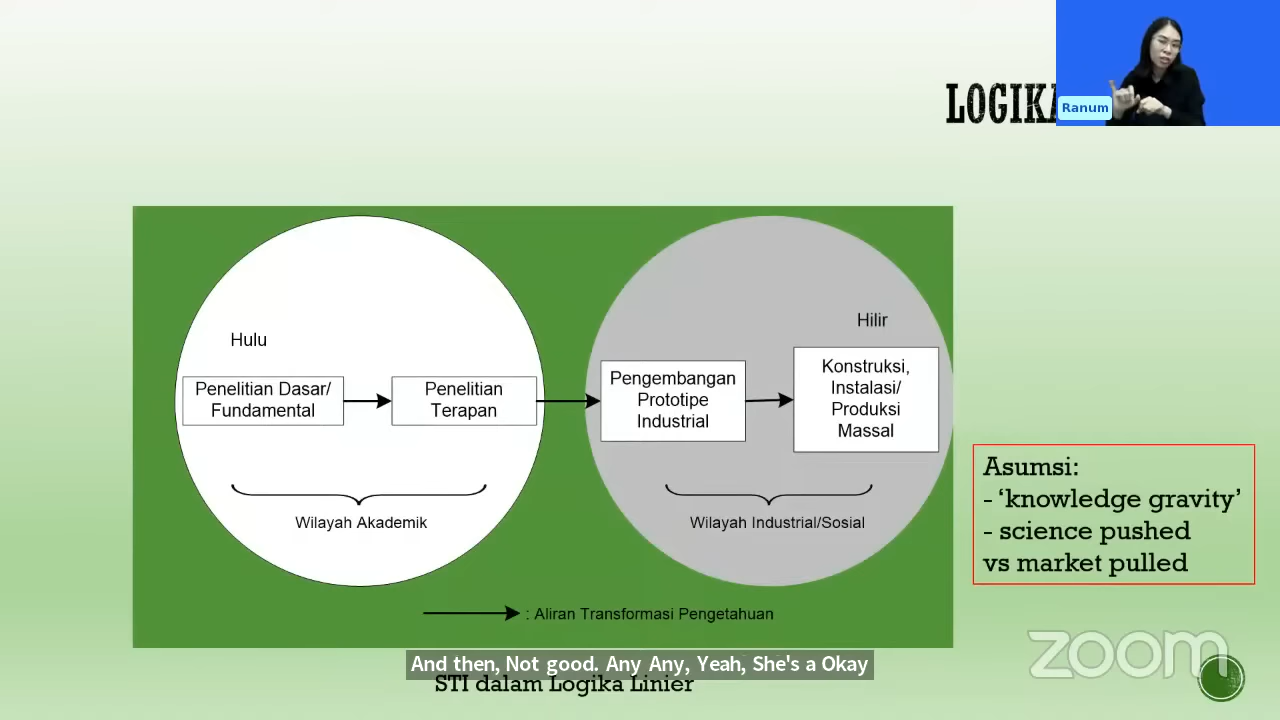 LOGIKA
Ranum
Hulu
Penelitian Dasar/
Fundamental
Penelitian
Terapan
Wilayah Akademik
Hilir
Pengembangan
Prototipe
Industrial
Konstruksi,
Instalasi/
Produksi
Massal
Wilayah Industrial/Sosial
: Aliran Transformasi Pengetahuan
Asumsi:
- ‘knowledge gravity’
- science pushed
vs market pulled
And then, Not good. Any Any, Yeah, She's a Okay
STI dalam Logika Linier
zoom